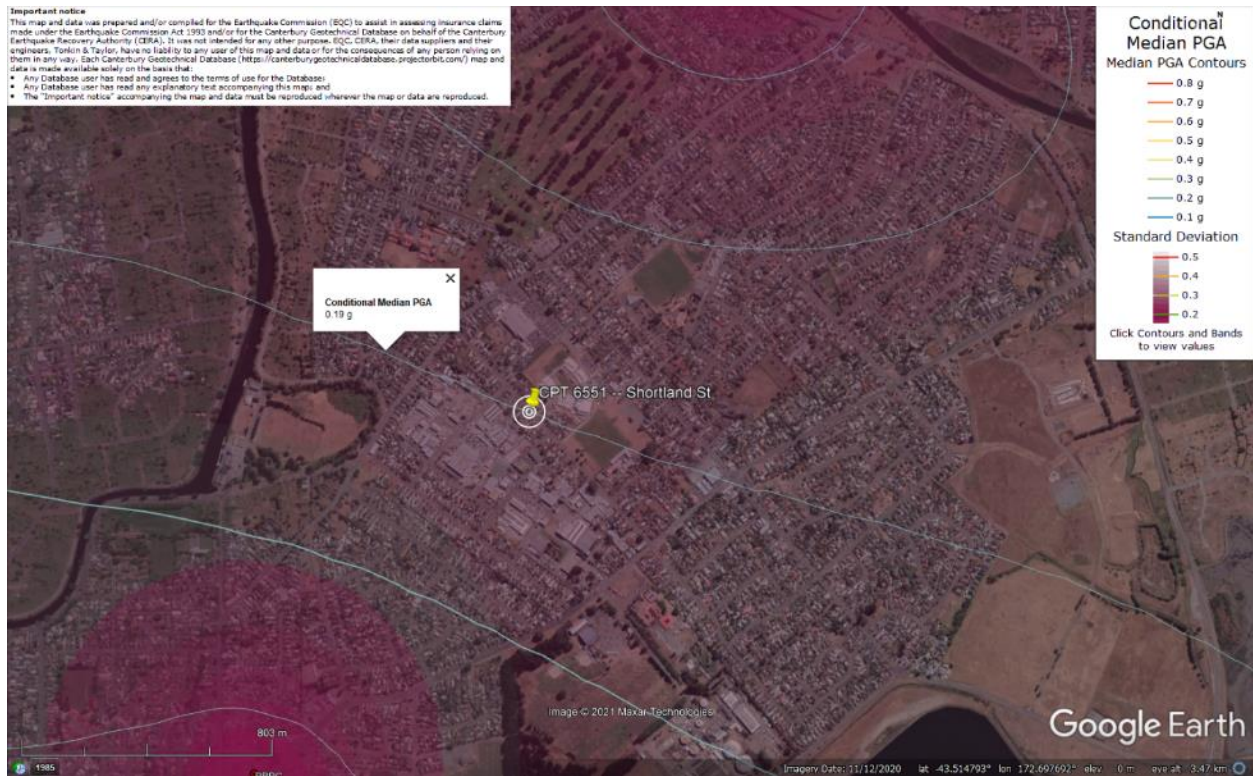 Important notice
This map and data was prepared and/or compiled for the Earthquake Commission (EQC) to assist in assessing insurance claims
made under the Earthquake Commission Act 1993 and/or for the Canterbury Geotechnical Database on behalf of the Canterbury
Earthquake Recovery Authority (CERA). It was not intended for any other purpose. EQC, CERA, their data suppliers and their
engineers, Tonkin & Taylor, have no liability to any user of this map and data or for the consequences of any person relying on
them in any way. Each Canterbury Geotechnical Database (https://canterburygeotechnicaldatabase.projectorbit.com/) map and
data is made available solely on the basis that:
• Any Database user has read and agrees to the terms of use for the Database;
• Any Database user has read any explanatory text accompanying this map; and
• The "Important notice" accompanying the map and data must be reproduced wherever the map or data are reproduced.
N
Conditional
Median PGA
Median PGA Contours
0.8 g
0.7 g
0.6 g
0.5 g
0.4 g
0.3 g
0.2 g
0.1 g
Standard Deviation
0.5
0.4
0.3
0.2
Click Contours and Bands
to view values
Conditional Median PGA
0.19 g
CPT 6551 -- Shortland St
Image © 2021 Maxar Technologies
Google Earth
803 m
1985
Imagery Date: 11/12/2020 lat -43.514793° lon 172.697692° elev 0 m eye alt 3.47 km